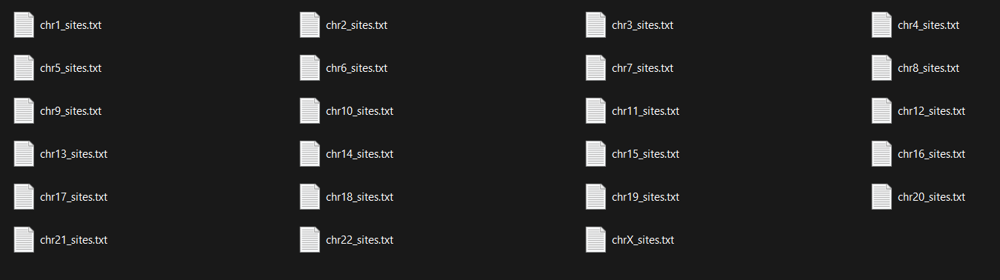 chr1_sites.txt chr2_sites.txt chr3_sites.txt chr4_sites.txt
chr5_sites.txt chr6_sites.txt chr7_sites.txt chr8_sites.txt
chr9_sites.txt chr10_sites.txt chr11_sites.txt chr12_sites.txt
chr13_sites.txt chr14_sites.txt chr15_sites.txt chr16_sites.txt
chr17_sites.txt chr18_sites.txt chr19_sites.txt chr20_sites.txt
chr21_sites.txt chr22_sites.txt chrX_sites.txt